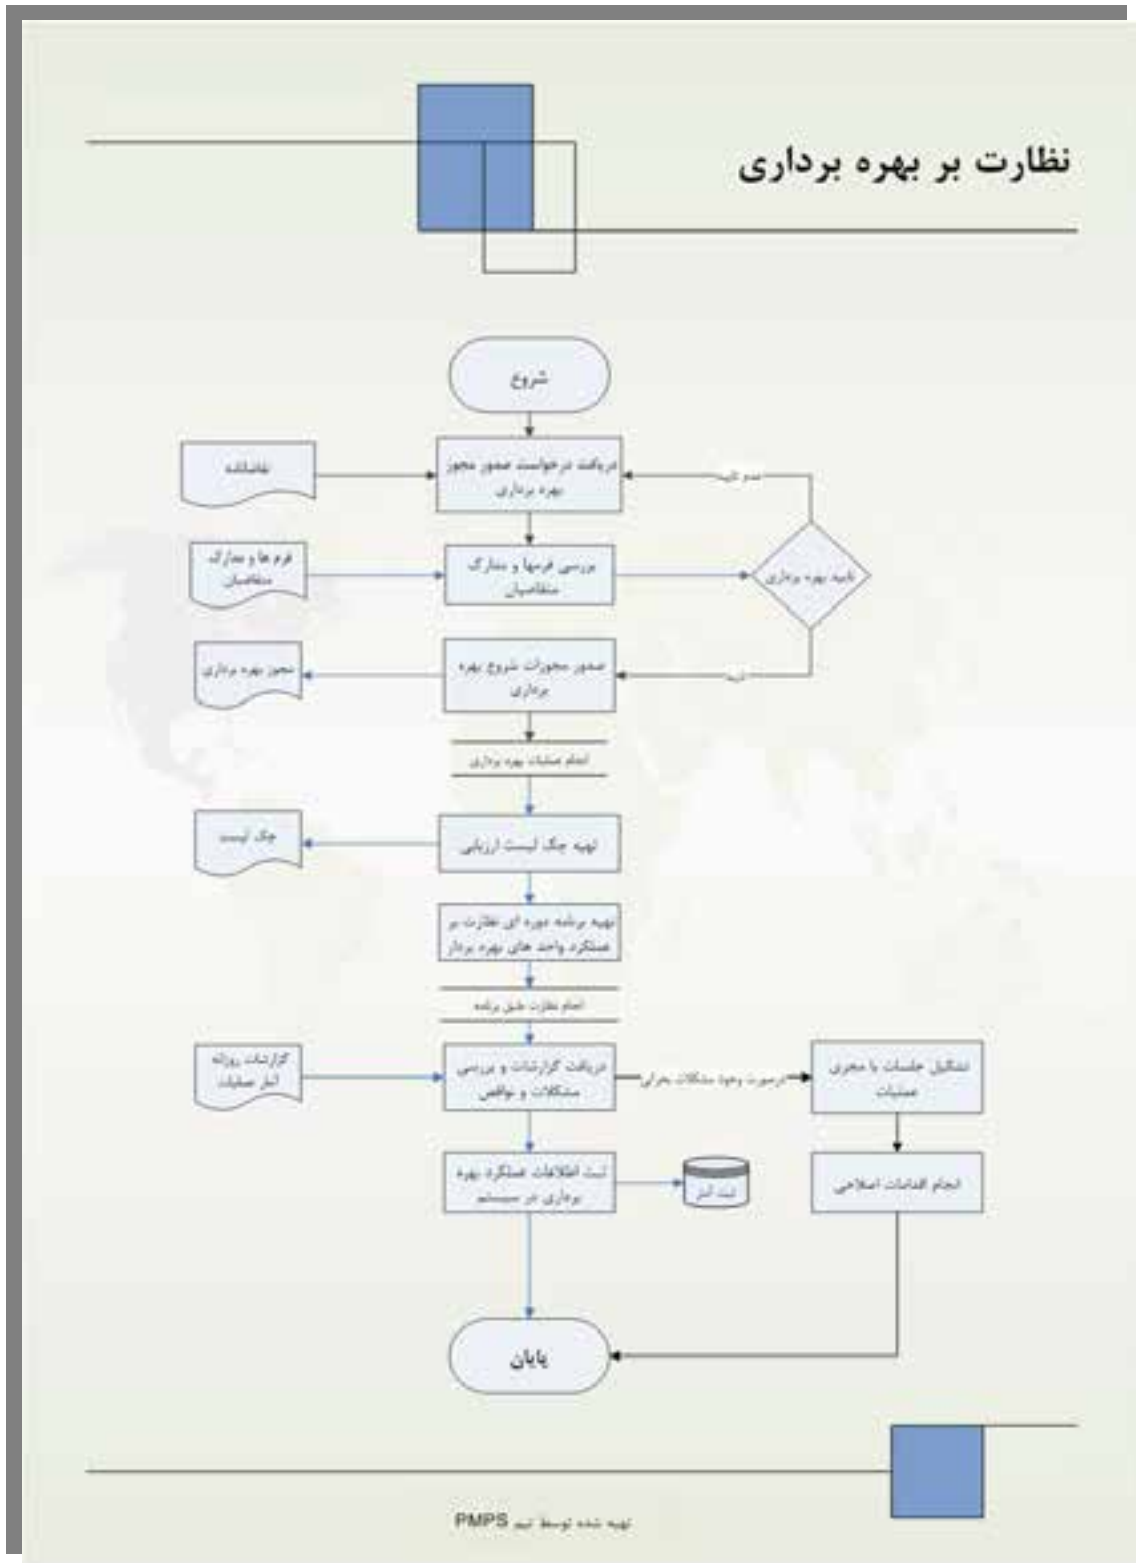 نظارت بر بهره برداری
شروع
دریافت درخواست صدور مجوز
بهره برداری
تقاضانامه
عدم تایید
فرم ها و مدارک
متقاضیان
بررسی فرمها و مدارک
متقاضیان
تایید بهره برداری
تایید
صدور مجوزات شروع بهره
برداری
مجوز بهره برداری
انجام عملیات بهره برداری
تهیه چک لیست ارزیابی
چک لیست
تهیه برنامه دوره ای نظارت بر
عملکرد واحد های بهره بردار
انجام نظارت طبق برنامه
گزارشات روزانه
آمار عملیات
دریافت گزارشات و بررسی
مشکلات و نواقص
درصورت وجود مشکلات بحرانی
تشکیل جلسات با مجری
عملیات
ثبت اطلاعات عملکرد بهره
برداری در سیستم
ثبت آمار
انجام اقدامات اصلاحی
پایان
تهیه شده توسط تیم PMPS